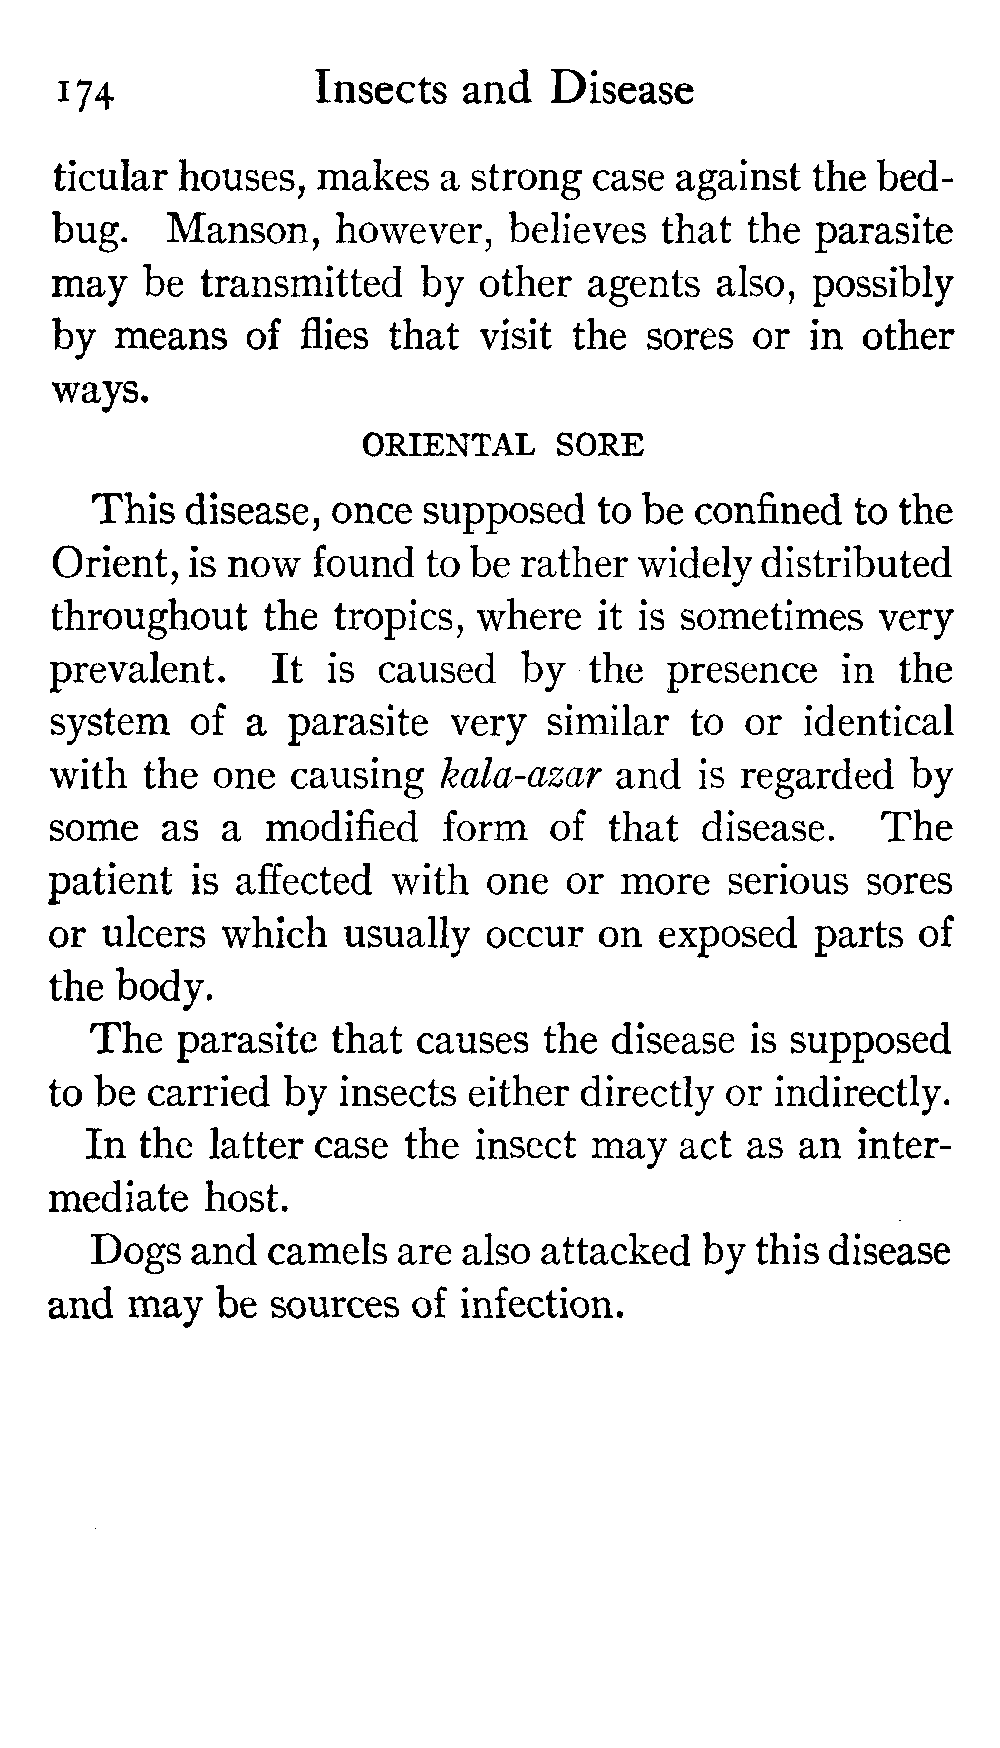 174 Insects and Disease
ticular houses, makes a strong case against the bed-
bug. Manson, however, believes that the parasite
may be transmitted by other agents also, possibly
by means of flies that visit the sores or in other
ways.
ORIENTAL SORE
This disease, once supposed to be confined to the
Orient, is now found to be rather widely distributed
throughout the tropics, where it is sometimes very
prevalent. It is caused by the presence in the
system of a parasite very similar to or identical
with the one causing kala-azar and is regarded by
some as a modified form of that disease. The
patient is affected with one or more serious sores
or ulcers which usually occur on exposed parts of
the body.
The parasite that causes the disease is supposed
to be carried by insects either directly or indirectly.
In the latter case the insect may act as an inter-
mediate host.
Dogs and camels are also attacked by this disease
and may be sources of infection.